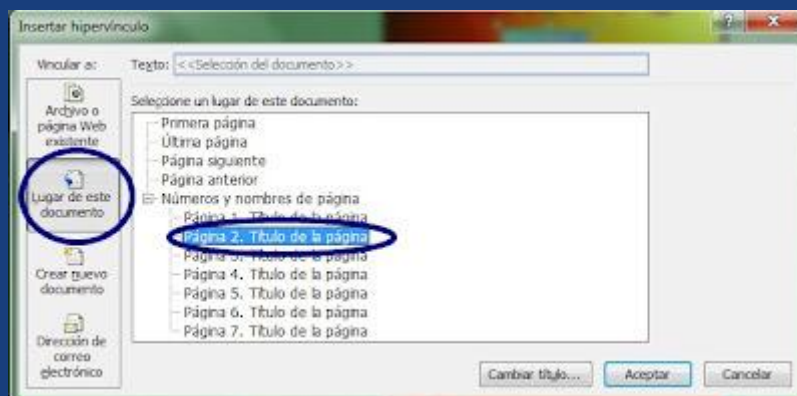 Insertar hipervínculo
Vincular a:
Texto: <<Selección del documento>>
Archivo o
página Web
existente
Lugar de este
documento
Crear nuevo
documento
Dirección de
correo
electrónico
Seleccione un lugar de este documento:
Primera página
Última página
Página siguiente
Página anterior
Números y nombres de página
Página 1. Título de la página
Página 2. Título de la página
Página 3. Título de la página
Página 4. Título de la página
Página 5. Título de la página
Página 6. Título de la página
Página 7. Título de la página
Cambiar título... Aceptar Cancelar